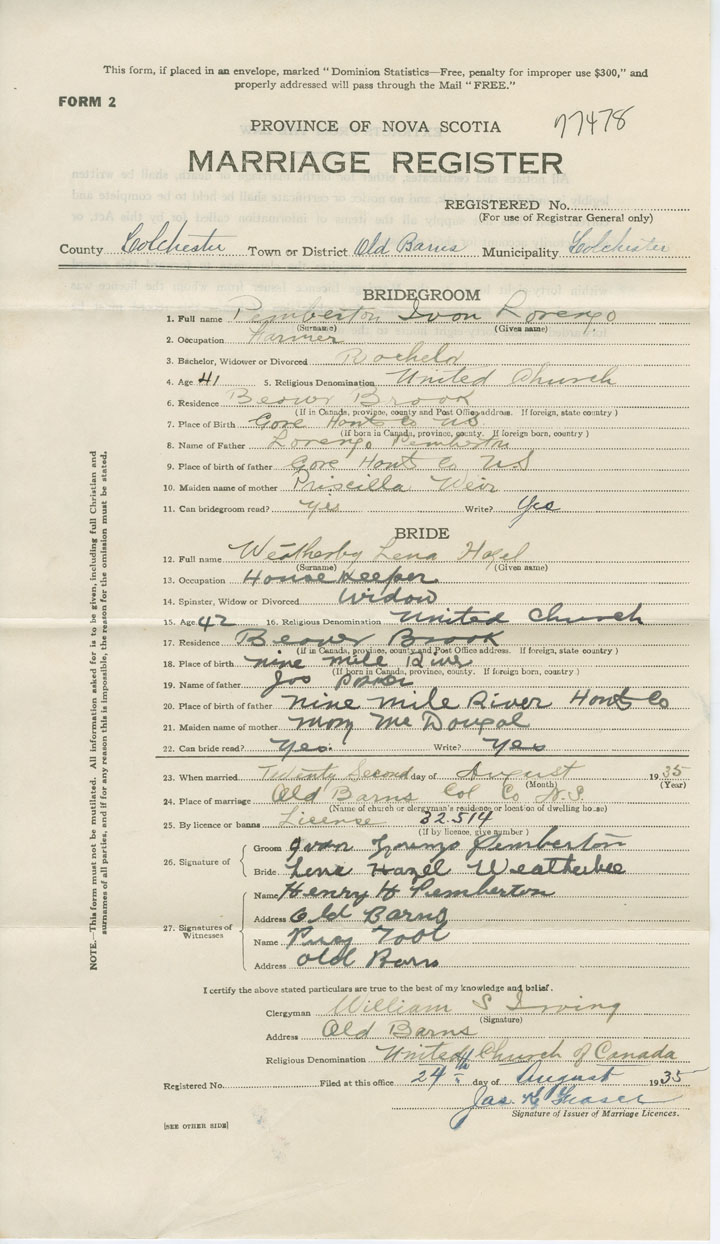 This form, if placed in an envelope, marked "Dominion Statistics—Free, penalty for improper use $300," and
properly addressed will pass through the Mail "FREE."
FORM 2
PROVINCE OF NOVA SCOTIA 77478
MARRIAGE REGISTER
REGISTERED No.
(For use of Registrar General only)
County Colchester Town or District Old Barns Municipality Colchester
BRIDEGROOM
1. Full name Pemberton Ivon Lorenzo
(Surname) (Given name)
2. Occupation Farmer
3. Bachelor, Widower or Divorced Bachelor
4. Age 41 5. Religious Denomination United Church
6. Residence Beaver Brook
(If in Canada, province, county and Post Office address. If foreign, state country)
7. Place of Birth Gore Hants Co NS
(If born in Canada, province, county. If foreign born, country)
8. Name of Father Lorenzo Pemberton
9. Place of birth of father Gore Hants Co NS
10. Maiden name of mother Priscilla Weir
11. Can bridegroom read? Yes Write? Yes
BRIDE
12. Full name Weatherby Lena Hazel
(Surname) (Given name)
13. Occupation House Keeper
14. Spinster, Widow or Divorced Widow
15. Age 42 16. Religious Denomination United Church
17. Residence Beaver Brook
(If in Canada, province, county and Post Office address. If foreign, state country)
18. Place of birth nine mile River
(If born in Canada, province, county. If foreign born, country)
19. Name of father Jos
20. Place of birth of father nine mile River Hants Co
21. Maiden name of mother Mary Mc Dougal
22. Can bride read? Yes. Write? Yes
23. When married Twenty Second day of August 1935
(Month) (Year)
24. Place of marriage Old Barns Col Co N.S.
(Name of church or clergyman's residence or location of dwelling house)
25. By licence or banns License 32514
(If by licence, give number)
26. Signature of
Groom Ivan Lorenzo Pemberton
Bride Lena Hazel Weatherbee
27. Signatures of Witnesses
Name Henry H Pemberton
Address Old Barns
Name
Address Old Barns
I certify the above stated particulars are true to the best of my knowledge and belief.
Clergyman William S Irving
(Signature)
Address Old Barns
Religious Denomination United Church of Canada
Registered No. Filed at this office 24th day of August 1935
Jas. K. Fraser
Signature of Issuer of Marriage Licences.
[SEE OTHER SIDE]
NOTE.—This form must not be mutilated. All information asked for is to be given, including full Christian and
surnames of all parties, and if for any reason this is impossible, the reason for the omission must be stated.